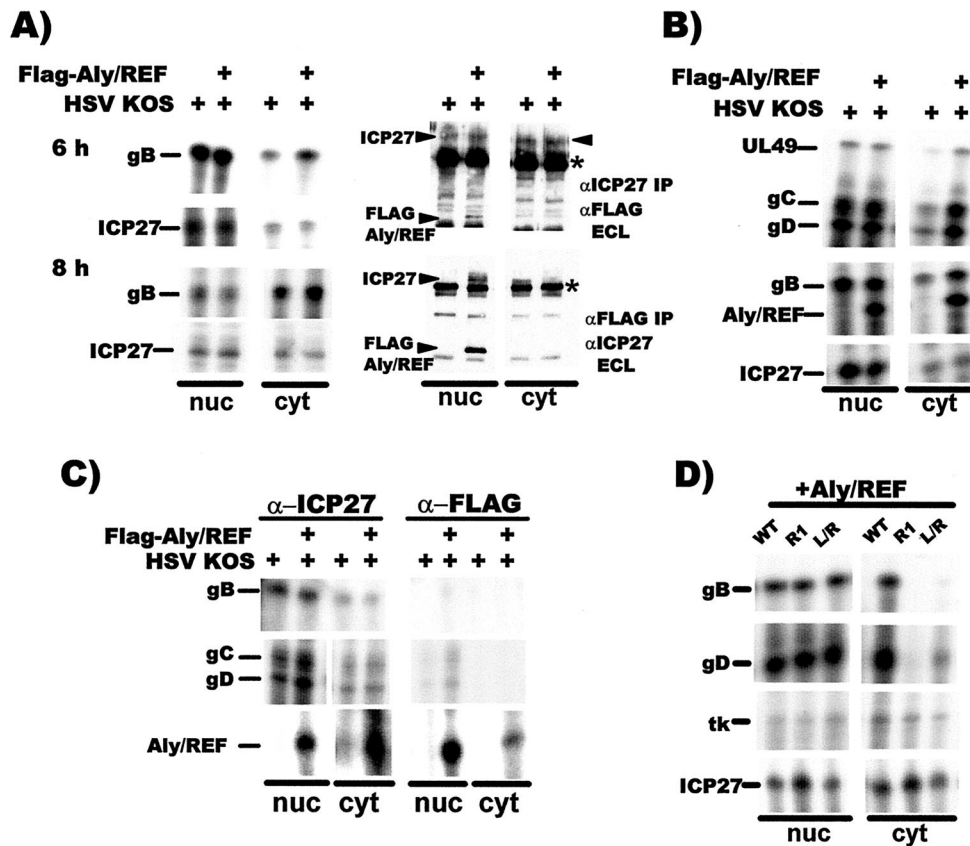 A)
Flag-Aly/REF + +
HSV KOS + + + +
6 h
gB
ICP27
8 h
gB
ICP27
nuc cyt
+ +
+ + + +
ICP27
*
αICP27 IP
FLAG
Aly/REF
αFLAG
ECL
ICP27
*
αFLAG IP
FLAG
Aly/REF
αICP27
ECL
nuc cyt
B)
Flag-Aly/REF + +
HSV KOS + + + +
UL49
gC
gD
gB
Aly/REF
ICP27
nuc cyt
C)
α-ICP27 α-FLAG
Flag-Aly/REF + + + +
HSV KOS + + + + + + + +
gB
gC
gD
Aly/REF
nuc cyt nuc cyt
D)
+Aly/REF
WT R1 L/R WT R1 L/R
gB
gD
tk
ICP27
nuc cyt